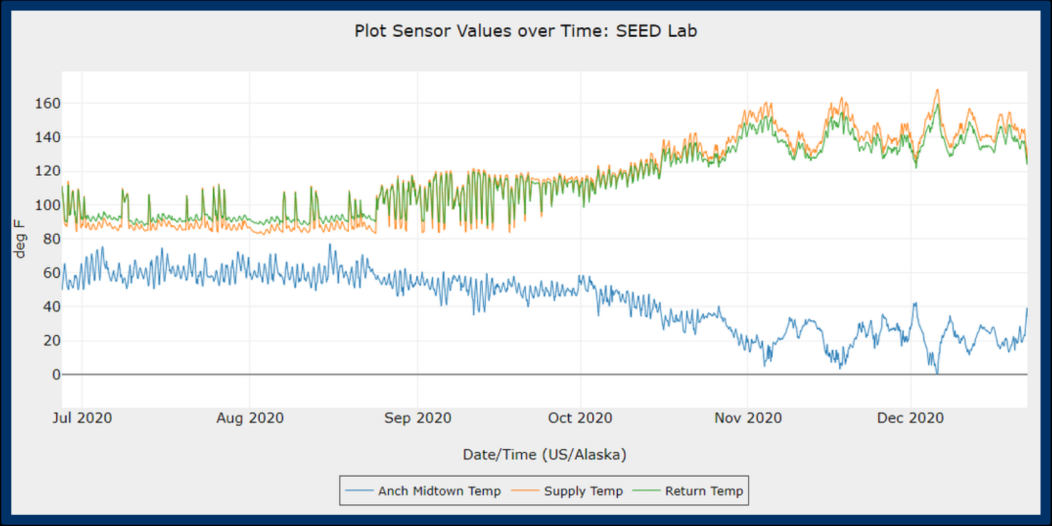 Plot Sensor Values over Time: SEED Lab
deg F
160
140
120
100
80
60
40
20
0
Jul 2020 Aug 2020 Sep 2020 Oct 2020 Nov 2020 Dec 2020
Date/Time (US/Alaska)
Anch Midtown Temp Supply Temp Return Temp